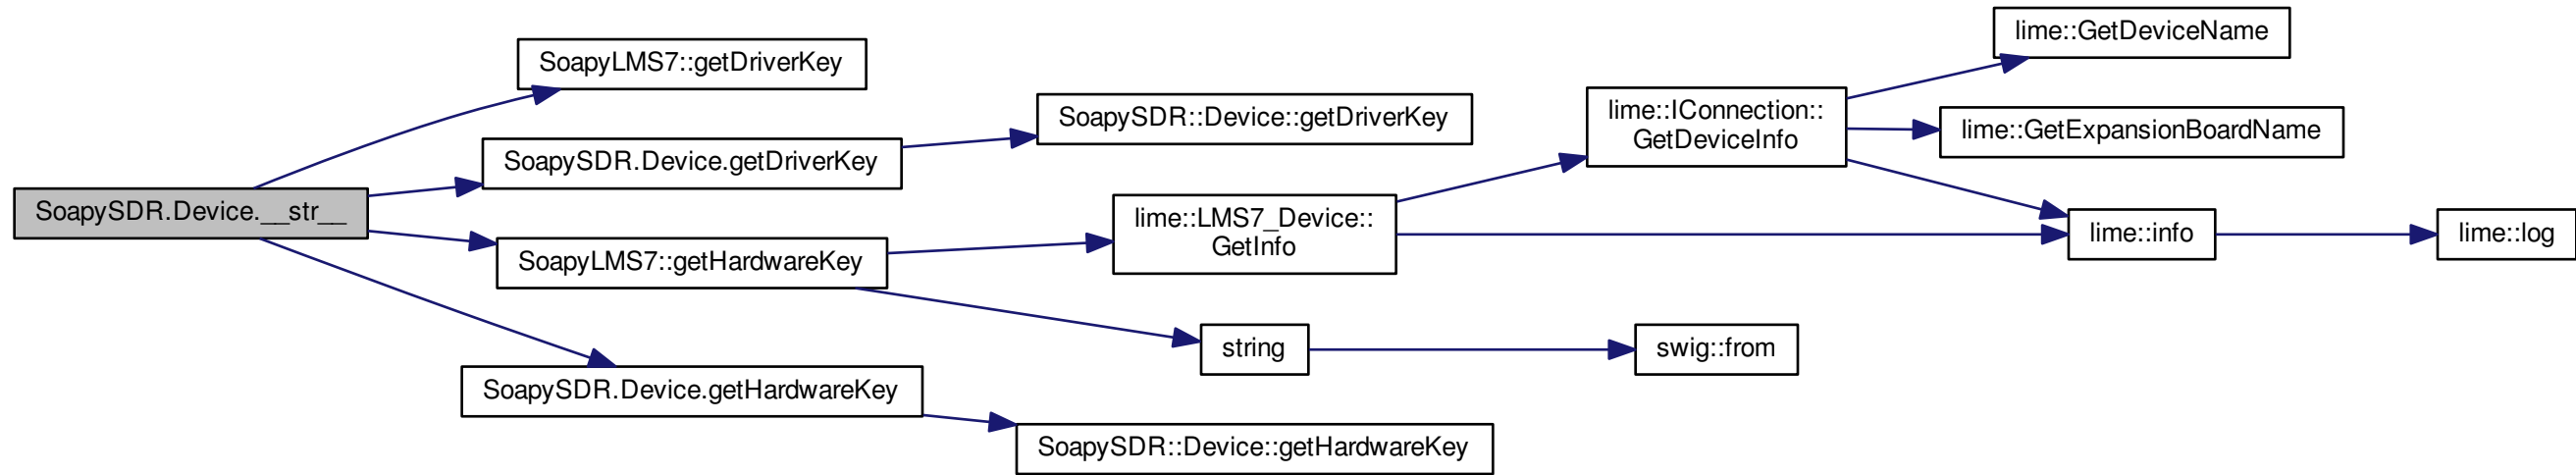 SoapySDR.Device.__str__
SoapyLMS7::getDriverKey
SoapySDR.Device.getDriverKey
SoapySDR::Device::getDriverKey
SoapyLMS7::getHardwareKey
lime::LMS7_Device::
GetInfo
lime::IConnection::
GetDeviceInfo
lime::GetDeviceName
lime::GetExpansionBoardName
lime::info
lime::log
string
swig::from
SoapySDR.Device.getHardwareKey
SoapySDR::Device::getHardwareKey